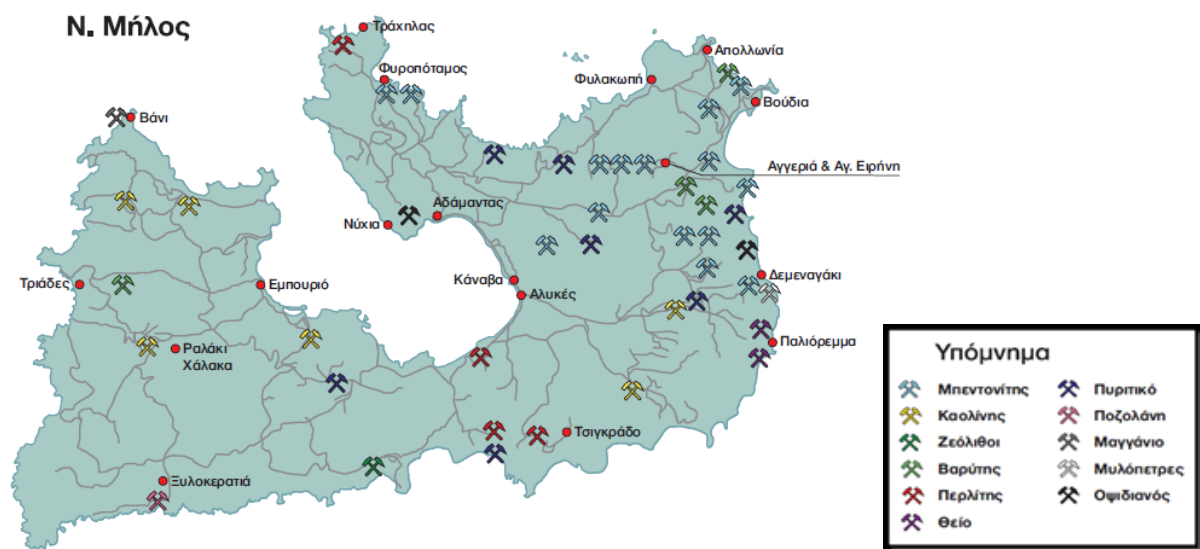 Ν. Μήλος
Τράχηλας
Απολλωνία
Φυροπόταμος
Φυλακωπή
Βούδια
Βάνι
Αγγεριά & Αγ. Ειρήνη
Αδάμαντας
Νύχια
Δεμεναγάκι
Κάναβα
Τριάδες
Εμπουριό
Αλυκές
Παλιόρεμμα
Ραλάκι
Χάλακα
Τσιγκράδο
Ξυλοκερατιά
Υπόμνημα
Μπεντονίτης
Καολίνης
Ζεόλιθοι
Βαρύτης
Περλίτης
Θείο
Πυριτικό
Ποζολάνη
Μαγγάνιο
Μυλόπετρες
Οψιδιανός